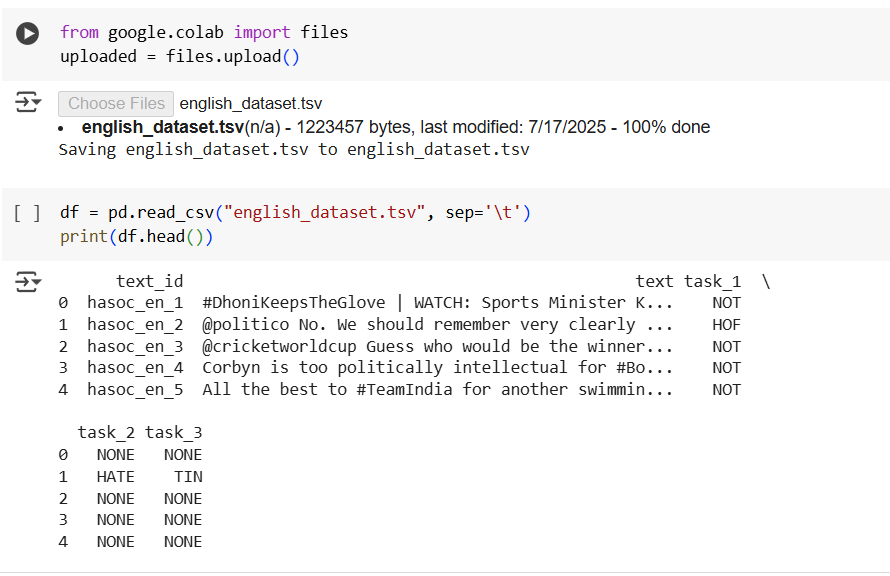 from google.colab import files
uploaded = files.upload()
Choose Files english_dataset.tsv
• english_dataset.tsv(n/a) - 1223457 bytes, last modified: 7/17/2025 - 100% done
Saving english_dataset.tsv to english_dataset.tsv
[ ] df = pd.read_csv("english_dataset.tsv", sep='\t')
print(df.head())
text_id text task_1 \
0 hasoc_en_1 #DhoniKeepsTheGlove | WATCH: Sports Minister K... NOT
1 hasoc_en_2 @politico No. We should remember very clearly ... HOF
2 hasoc_en_3 @cricketworldcup Guess who would be the winner... NOT
3 hasoc_en_4 Corbyn is too politically intellectual for #Bo... NOT
4 hasoc_en_5 All the best to #TeamIndia for another swimmin... NOT
task_2 task_3
0 NONE NONE
1 HATE TIN
2 NONE NONE
3 NONE NONE
4 NONE NONE